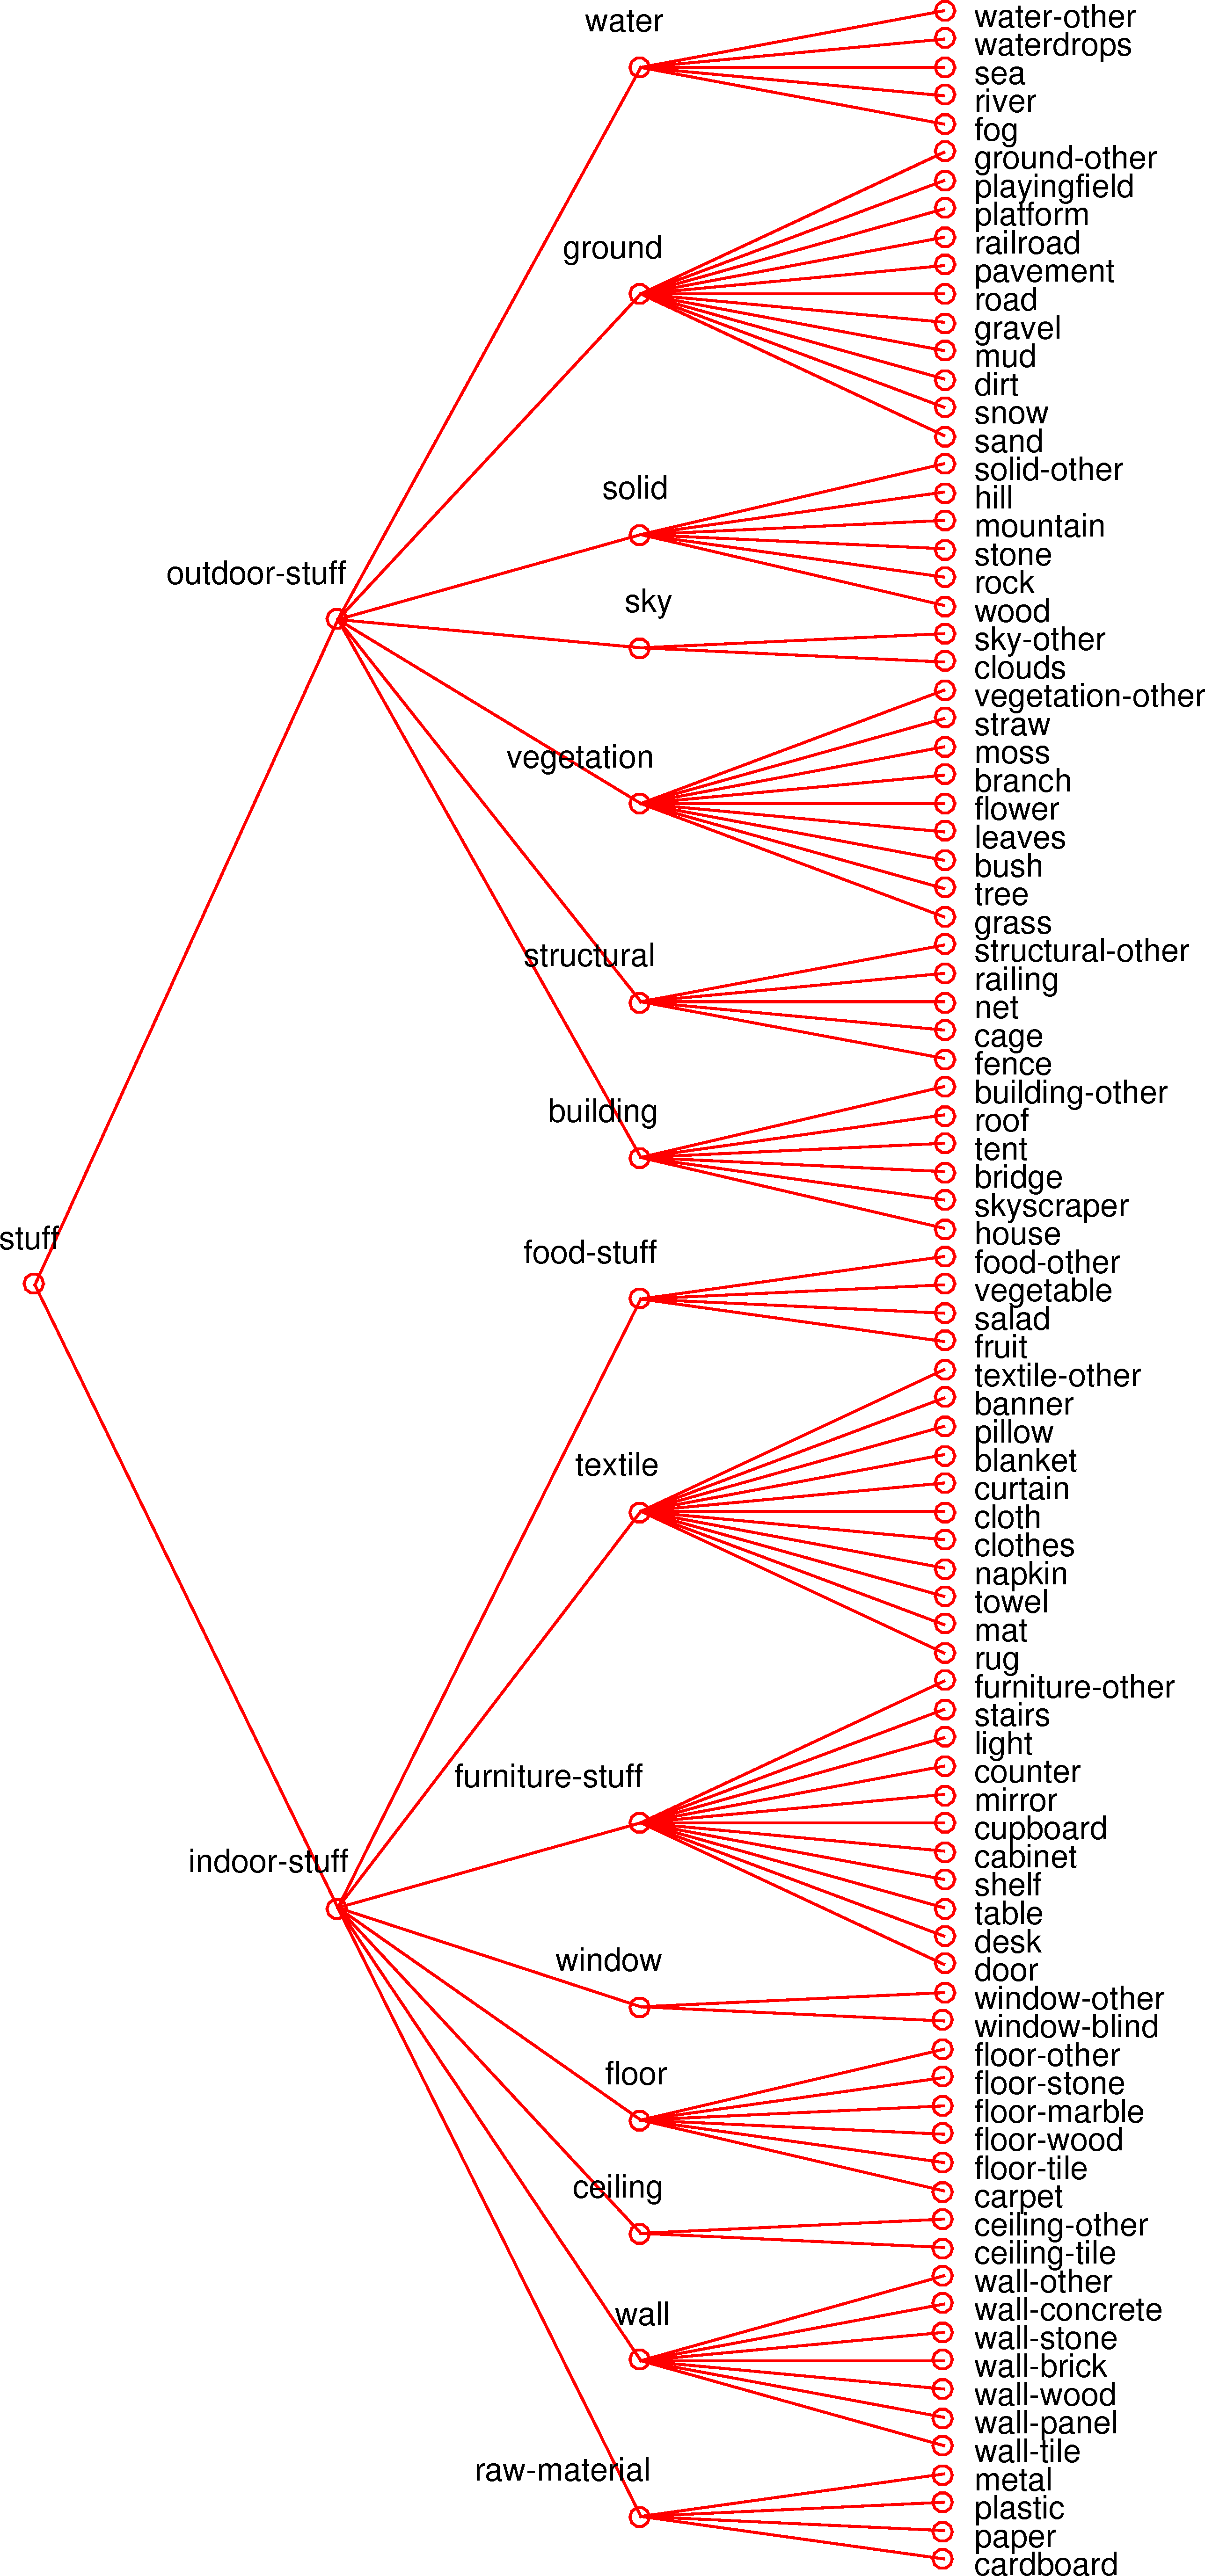 water
water-other
waterdrops
sea
river
fog
ground
ground-other
playingfield
platform
railroad
pavement
road
gravel
mud
dirt
snow
sand
solid
solid-other
hill
mountain
stone
rock
wood
outdoor-stuff
sky
sky-other
clouds
vegetation
vegetation-other
straw
moss
branch
flower
leaves
bush
tree
grass
structural
structural-other
railing
net
cage
fence
building
building-other
roof
tent
bridge
skyscraper
house
stuff
food-stuff
food-other
vegetable
salad
fruit
textile
textile-other
banner
pillow
blanket
curtain
cloth
clothes
napkin
towel
mat
rug
furniture-stuff
furniture-other
stairs
light
counter
mirror
cupboard
cabinet
shelf
table
desk
door
indoor-stuff
window
window-other
window-blind
floor
floor-other
floor-stone
floor-marble
floor-wood
floor-tile
carpet
ceiling
ceiling-other
ceiling-tile
wall
wall-other
wall-concrete
wall-stone
wall-brick
wall-wood
wall-panel
wall-tile
raw-material
metal
plastic
paper
cardboard